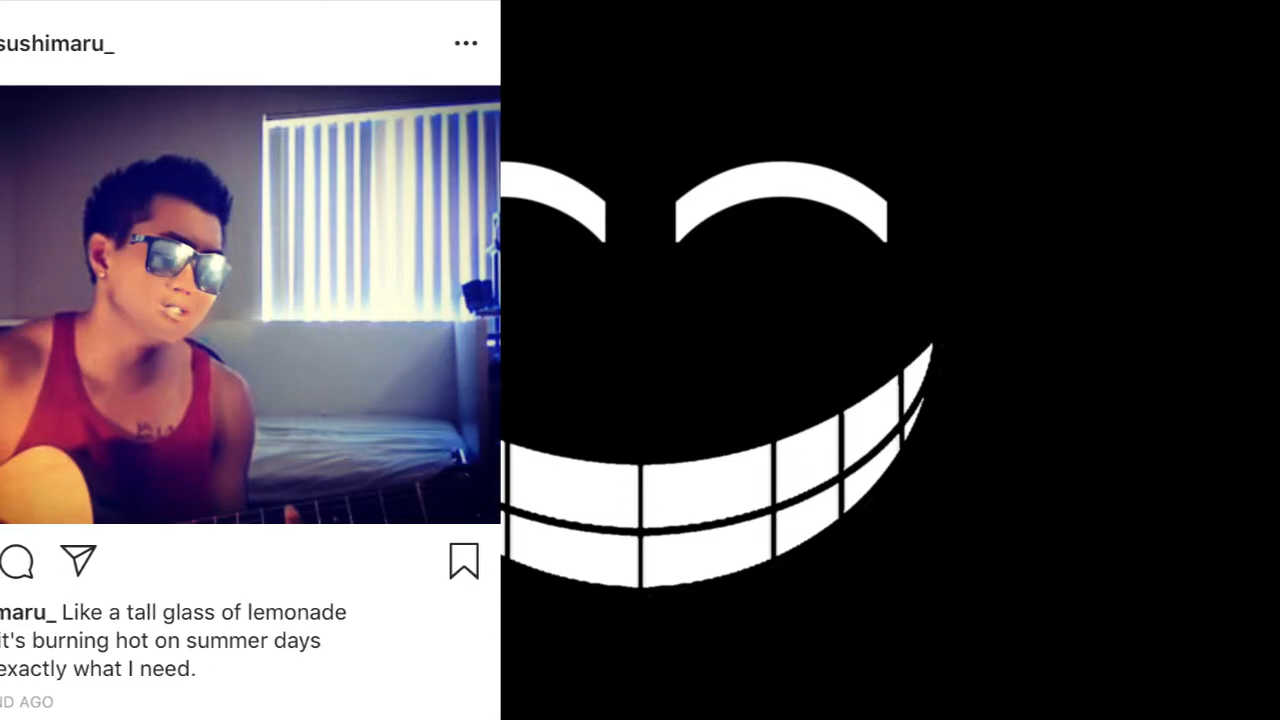 sushimaru_
maru_ Like a tall glass of lemonade
it's burning hot on summer days
exactly what I need.
ND AGO